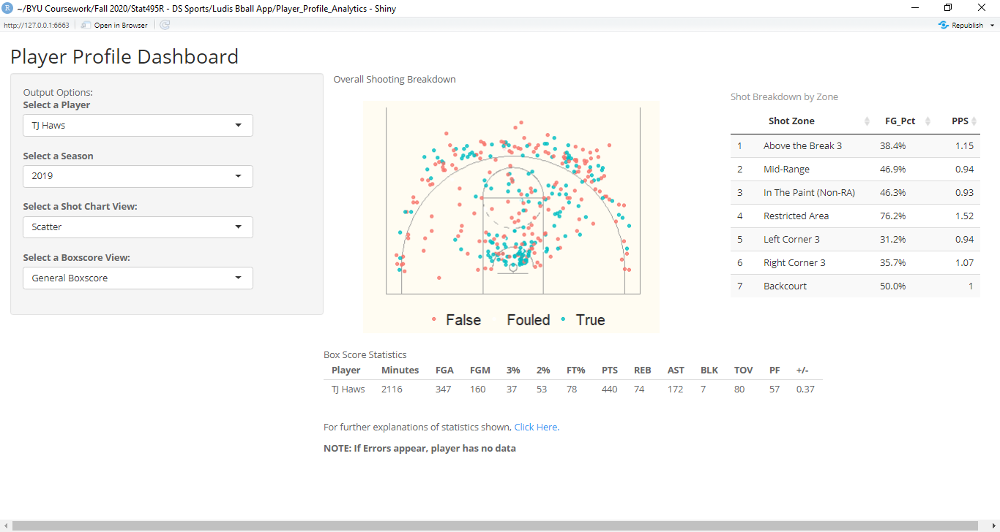 ~/BYU Coursework/Fall 2020/Stat495R - DS Sports/Ludis Bball App/Player_Profile_Analytics - Shiny
http://127.0.0.1:6663 Open in Browser Republish
Player Profile Dashboard
Output Options:
Select a Player
TJ Haws
Select a Season
2019
Select a Shot Chart View:
Scatter
Select a Boxscore View:
General Boxscore
Overall Shooting Breakdown
False Fouled True
Shot Breakdown by Zone
Shot Zone FG_Pct PPS
1 Above the Break 3 38.4% 1.15
2 Mid-Range 46.9% 0.94
3 In The Paint (Non-RA) 46.3% 0.93
4 Restricted Area 76.2% 1.52
5 Left Corner 3 31.2% 0.94
6 Right Corner 3 35.7% 1.07
7 Backcourt 50.0% 1
Box Score Statistics
Player Minutes FGA FGM 3% 2% FT% PTS REB AST BLK TOV PF +/-
TJ Haws 2116 347 160 37 53 78 440 74 172 7 80 57 0.37
For further explanations of statistics shown, Click Here.
NOTE: If Errors appear, player has no data